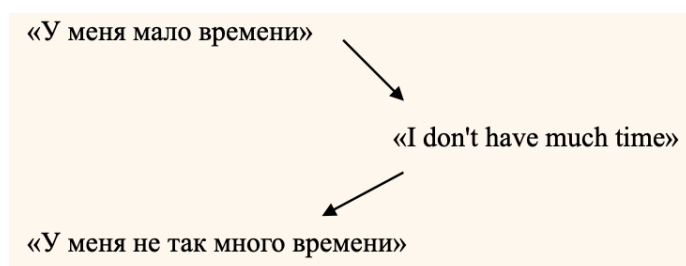 «У меня мало времени»
«I don't have much time»
«У меня не так много времени»